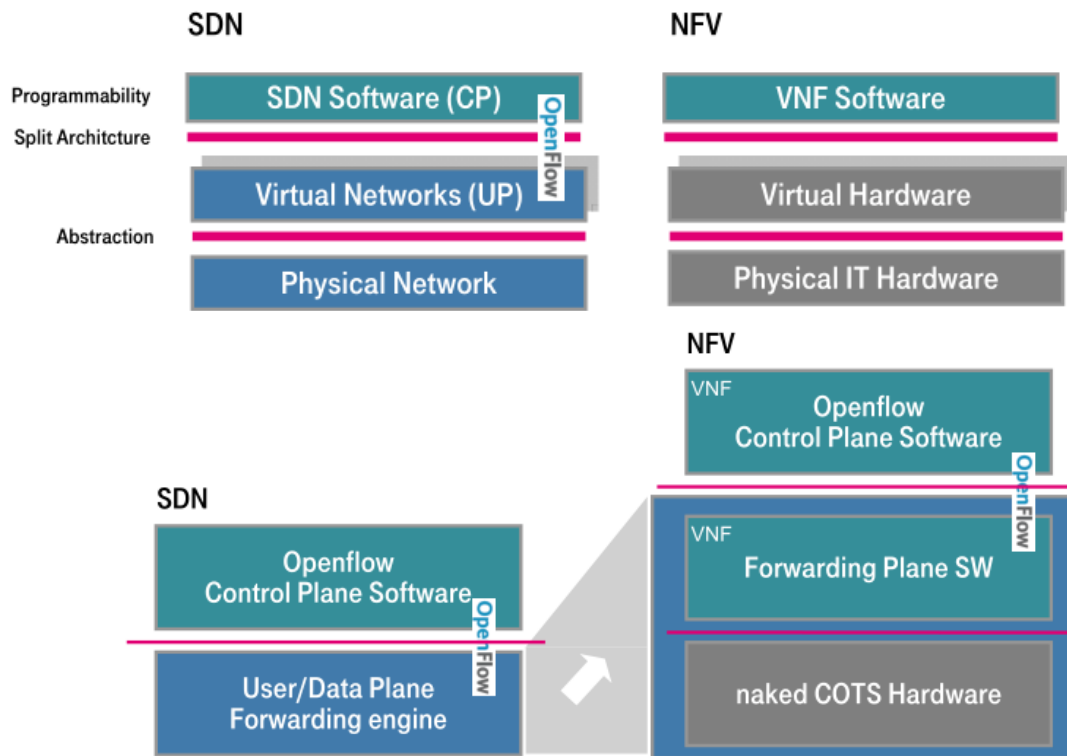 SDN
NFV
Programmability
SDN Software (CP)
VNF Software
OpenFlow
Split Architcture
Virtual Networks (UP)
Virtual Hardware
Abstraction
Physical Network
Physical IT Hardware
NFV
VNF
Openflow
Control Plane Software
OpenFlow
VNF
Forwarding Plane SW
naked COTS Hardware
SDN
Openflow
Control Plane Software
OpenFlow
User/Data Plane
Forwarding engine